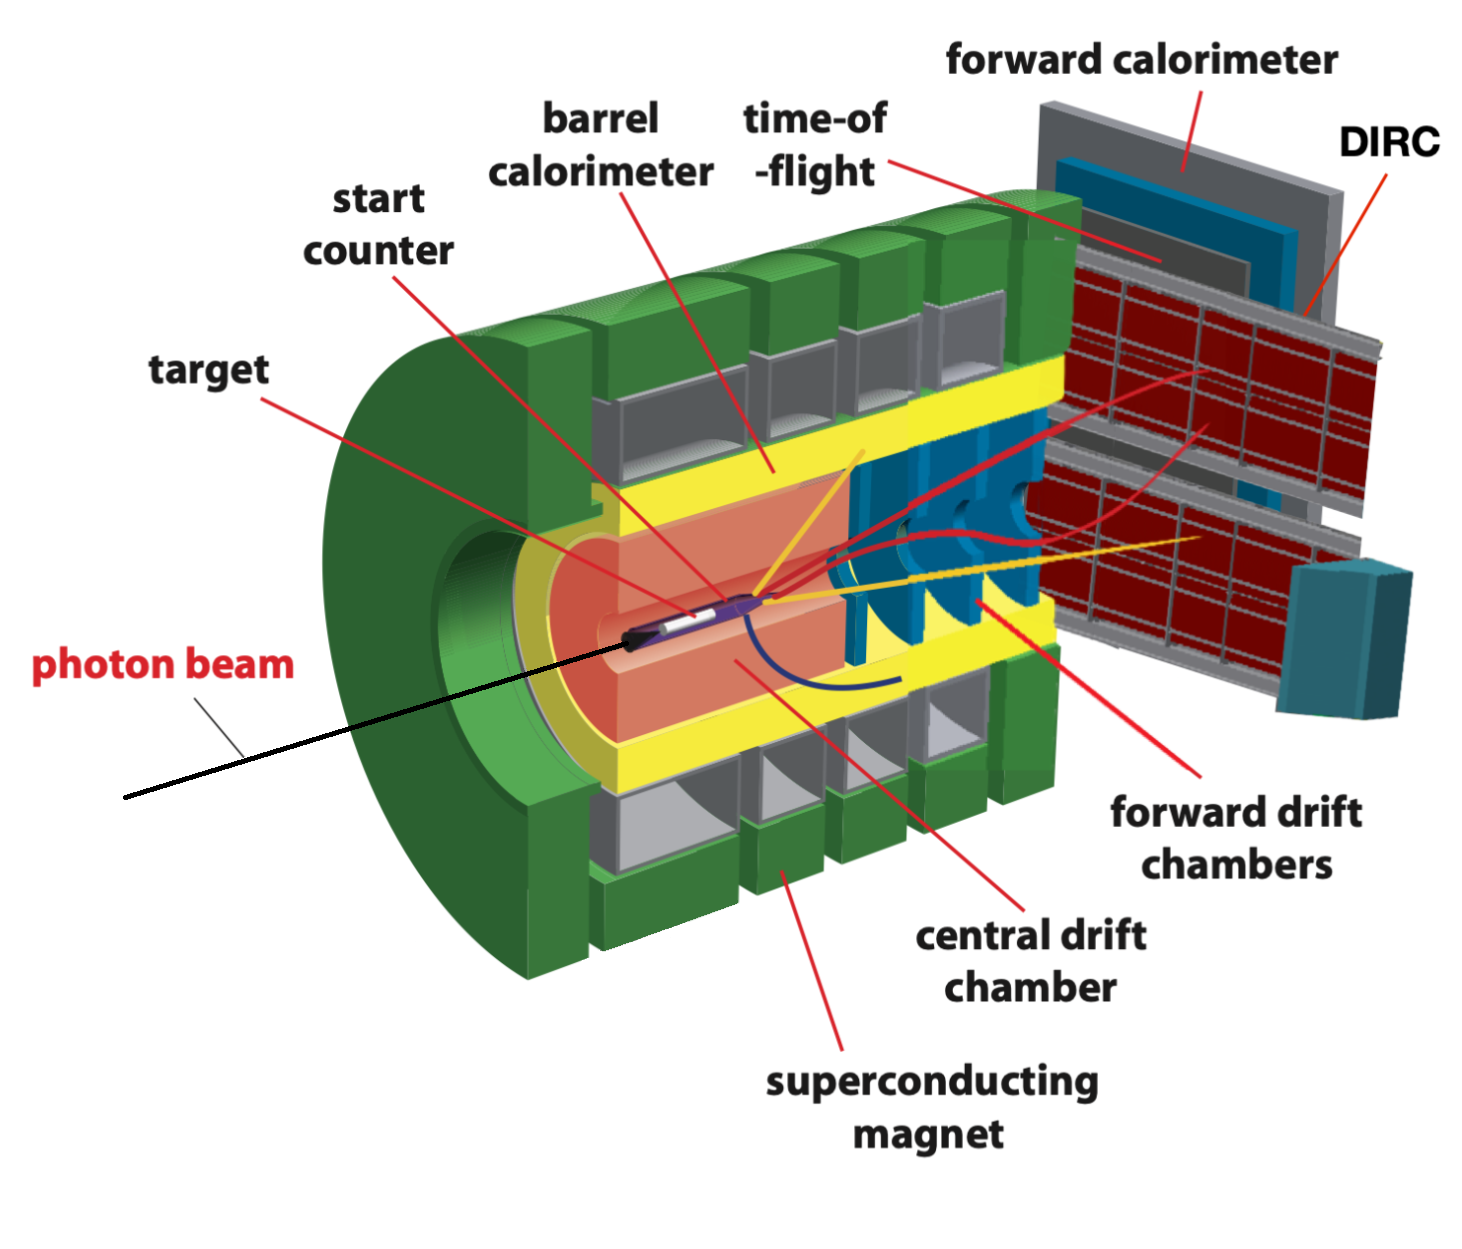 forward calorimeter
barrel
calorimeter
time-of
-flight
DIRC
start
counter
target
photon beam
forward drift
chambers
central drift
chamber
superconducting
magnet